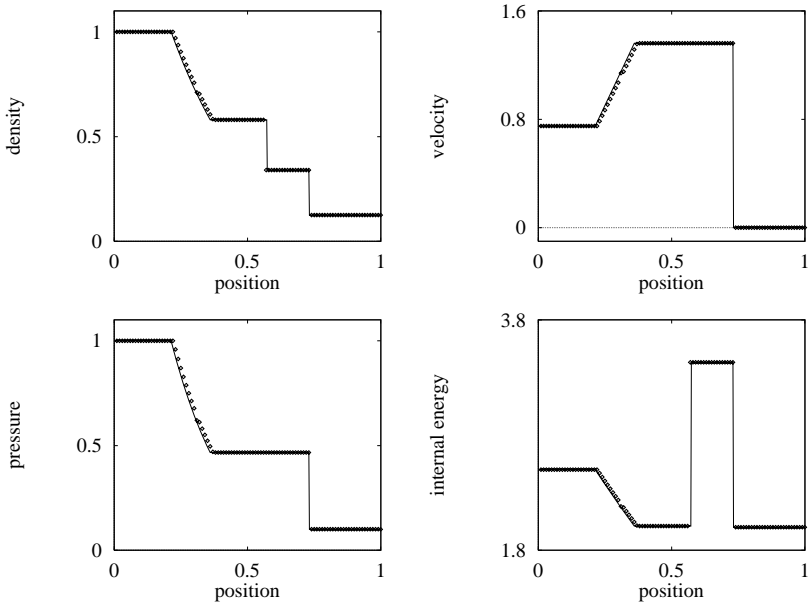 density
1
0.5
0
0 0.5 1
position
velocity
1.6
0.8
0
0 0.5 1
position
pressure
1
0.5
0
0 0.5 1
position
internal energy
3.8
1.8
0 0.5 1
position